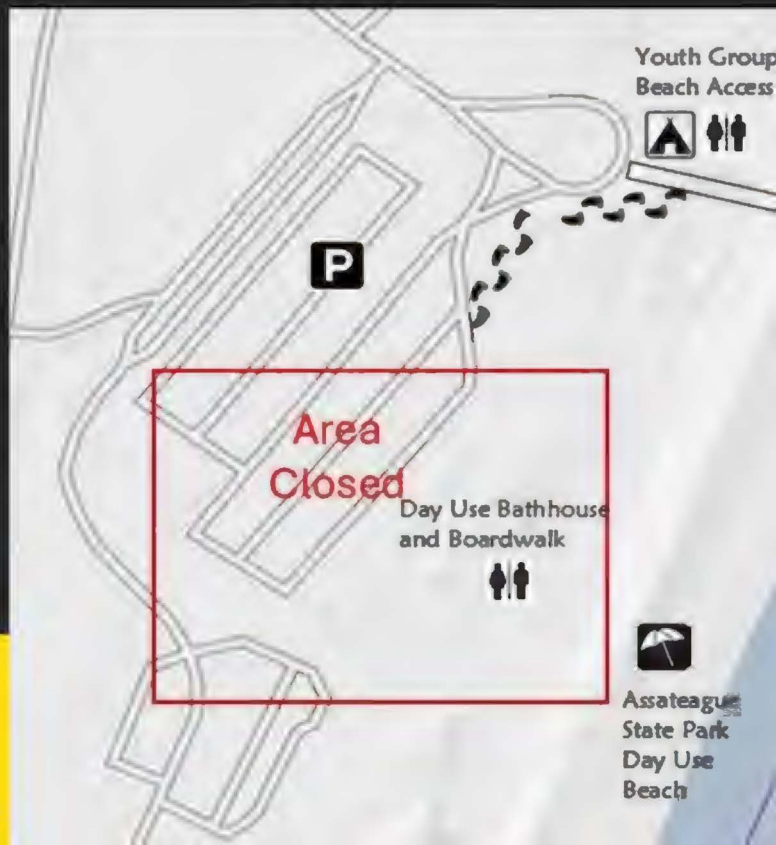 Youth Group
Beach Access
P
Area
Closed
Day Use Bathhouse
and Boardwalk
Assateague
State Park
Day Use
Beach